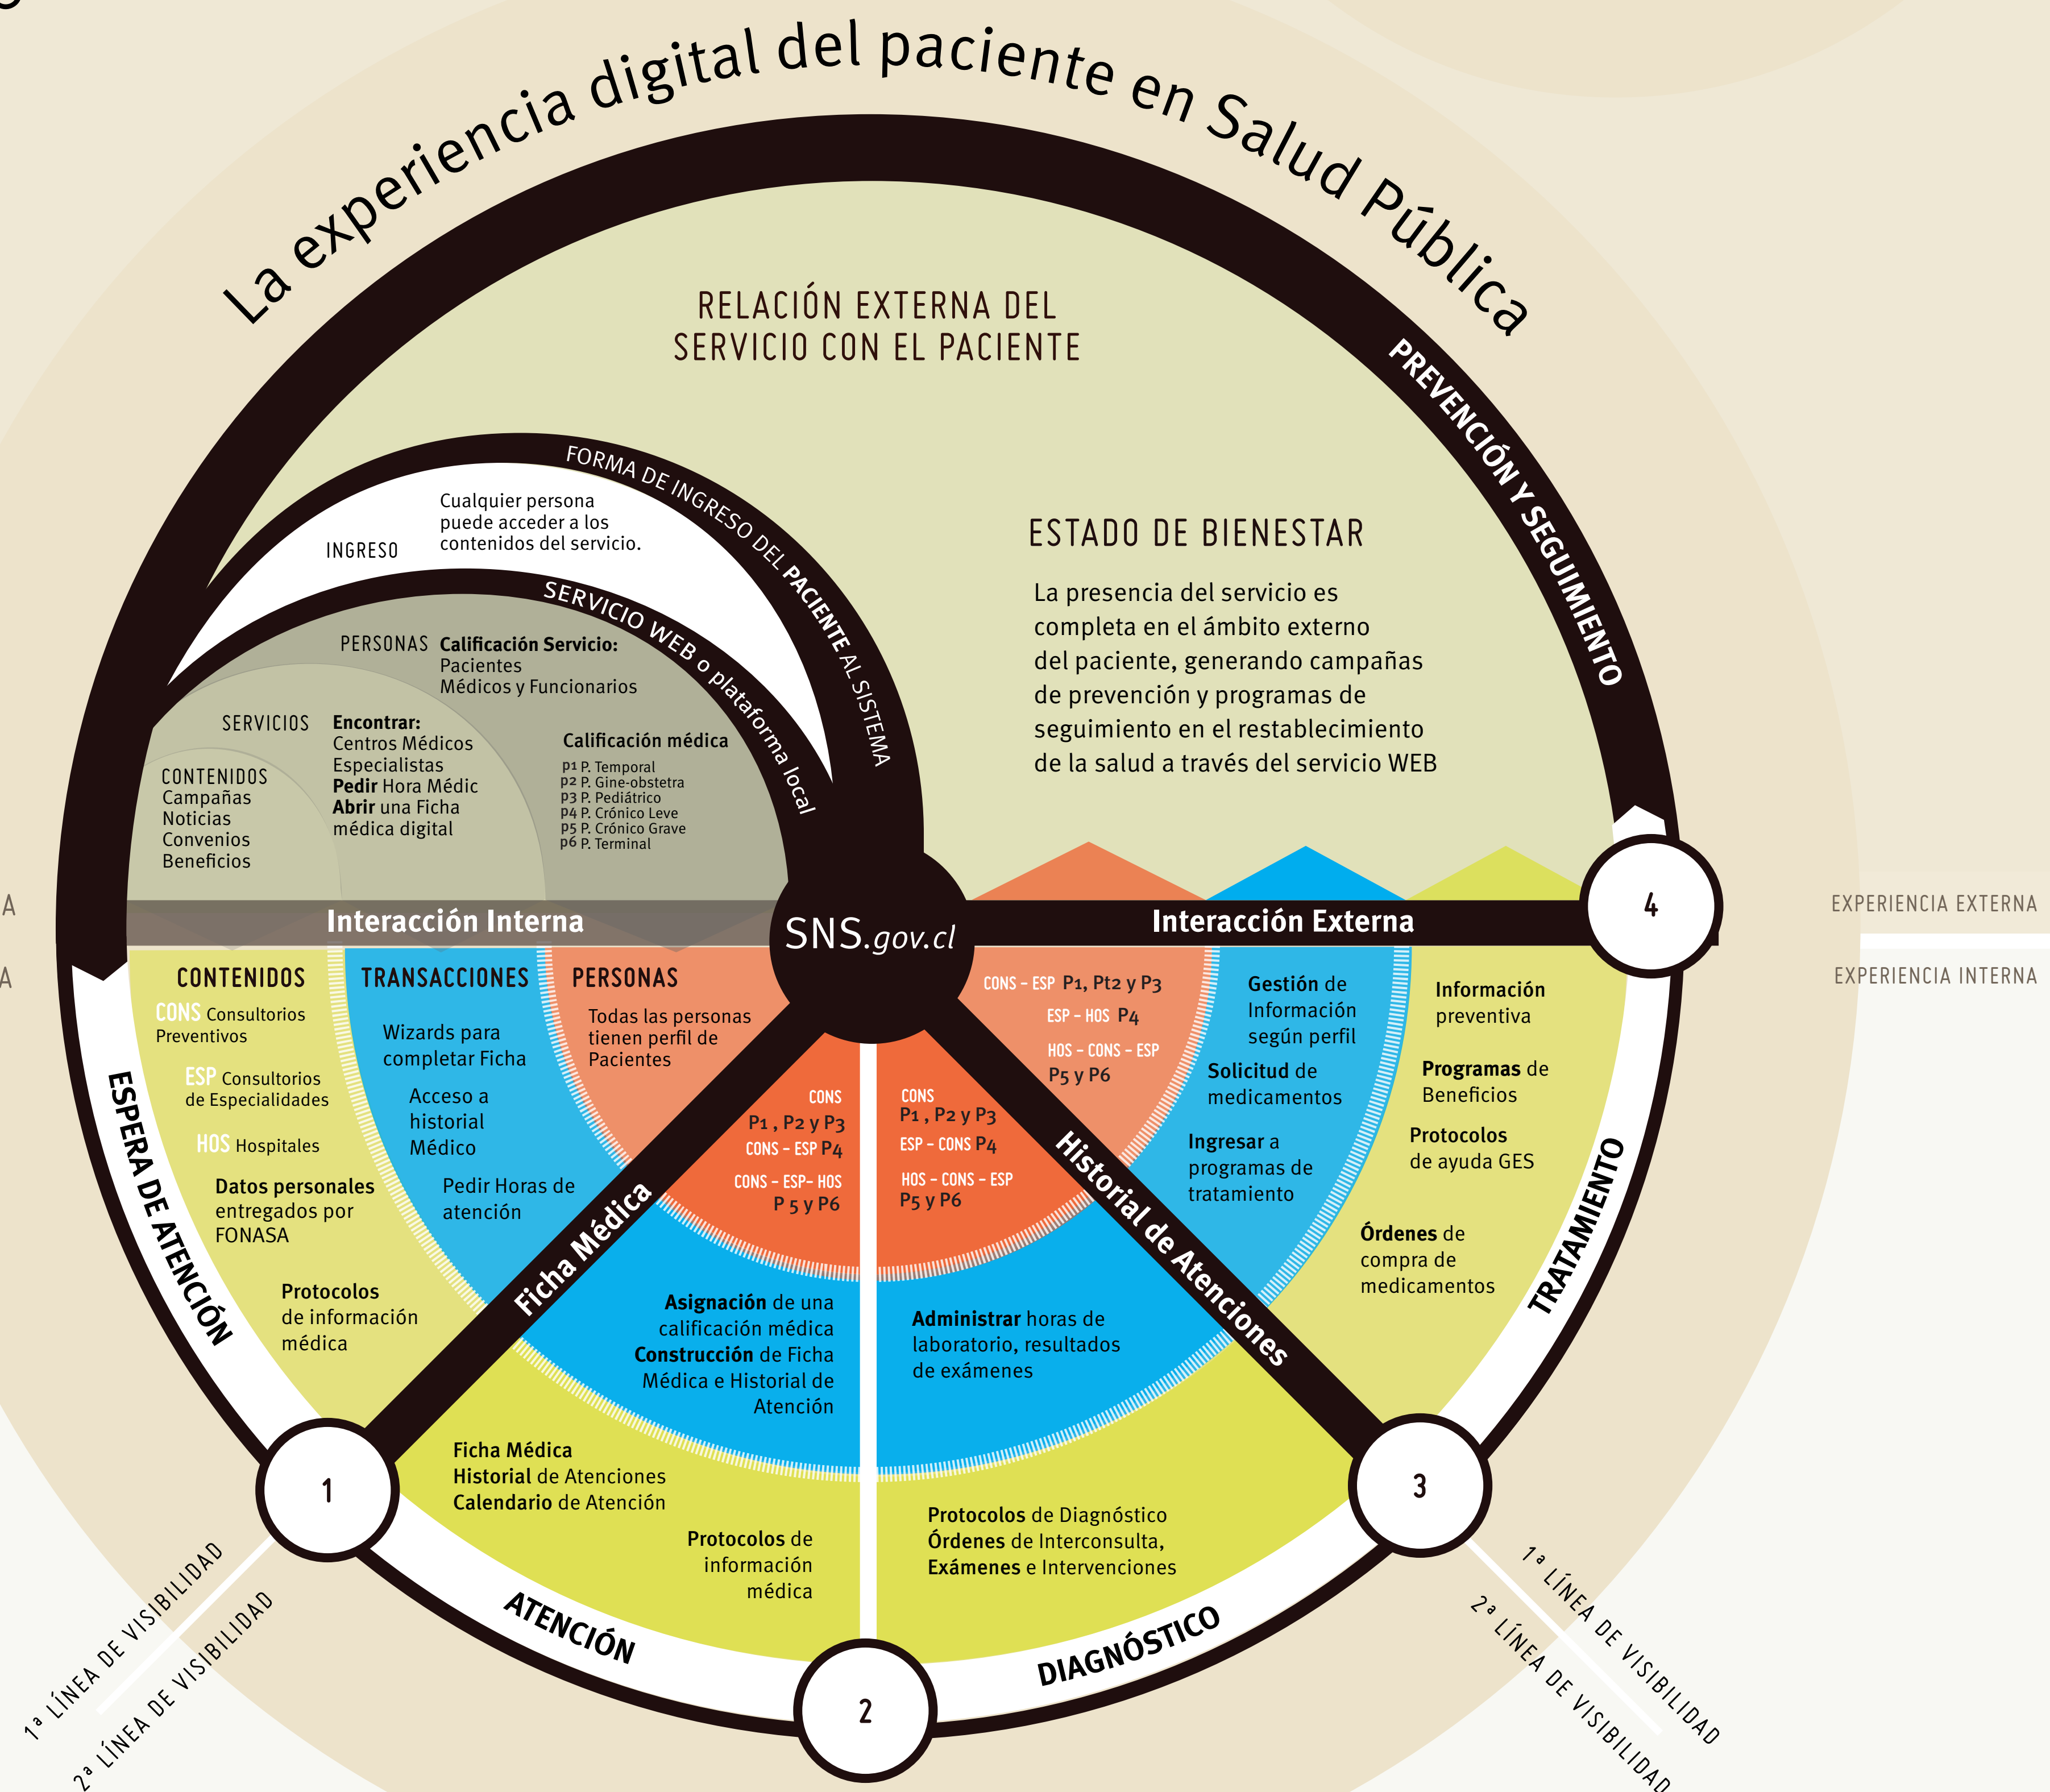 La experiencia digital del paciente en Salud Pública
RELACIÓN EXTERNA DEL
SERVICIO CON EL PACIENTE
PREVENCIÓN Y SEGUIMIENTO
FORMA DE INGRESO DEL PACIENTE AL SISTEMA
INGRESO
Cualquier persona
puede acceder a los
contenidos del servicio.
SERVICIO WEB o plataforma local
PERSONAS
Calificación Servicio:
Pacientes
Médicos y Funcionarios
Calificación médica
p1 P. Temporal
p2 P. Gine-obstetra
p3 P. Pediátrico
p4 P. Crónico Leve
p5 P. Crónico Grave
p6 P. Terminal
SERVICIOS
Encontrar:
Centros Médicos
Especialistas
Pedir Hora Médic
Abrir una Ficha
médica digital
CONTENIDOS
Campañas
Noticias
Convenios
Beneficios
ESTADO DE BIENESTAR
La presencia del servicio es
completa en el ámbito externo
del paciente, generando campañas
de prevención y programas de
seguimiento en el restablecimiento
de la salud a través del servicio WEB
A
A
Interacción Interna
SNS.gov.cl
Interacción Externa
4
EXPERIENCIA EXTERNA
EXPERIENCIA INTERNA
ESPERA DE ATENCIÓN
CONTENIDOS
CONS Consultorios
Preventivos
ESP Consultorios
de Especialidades
HOS Hospitales
Datos personales
entregados por
FONASA
Protocolos
de información
médica
TRANSACCIONES
Wizards para
completar Ficha
Acceso a
historial
Médico
Pedir Horas de
atención
PERSONAS
Todas las personas
tienen perfil de
Pacientes
Ficha Médica
1
1ª LÍNEA DE VISIBILIDAD
2ª LÍNEA DE VISIBILIDAD
CONS
P1 , P2 y P3
CONS – ESP P4
CONS – ESP– HOS
P 5 y P6
Asignación de una
calificación médica
Construcción de Ficha
Médica e Historial de
Atención
Ficha Médica
Historial de Atenciones
Calendario de Atención
Protocolos de
información
médica
ATENCIÓN
2
CONS
P1 , P2 y P3
ESP – CONS P4
HOS – CONS – ESP
P5 y P6
Administrar horas de
laboratorio, resultados
de exámenes
Protocolos de Diagnóstico
Órdenes de Interconsulta,
Exámenes e Intervenciones
DIAGNÓSTICO
Historial de Atenciones
3
1ª LÍNEA DE VISIBILIDAD
2ª LÍNEA DE VISIBILIDAD
CONS – ESP P1, Pt2 y P3
ESP – HOS P4
HOS – CONS – ESP
P5 y P6
Gestión de
Información
según perfil
Solicitud de
medicamentos
Ingresar a
programas de
tratamiento
Información
preventiva
Programas de
Beneficios
Protocolos
de ayuda GES
Órdenes de
compra de
medicamentos
TRATAMIENTO